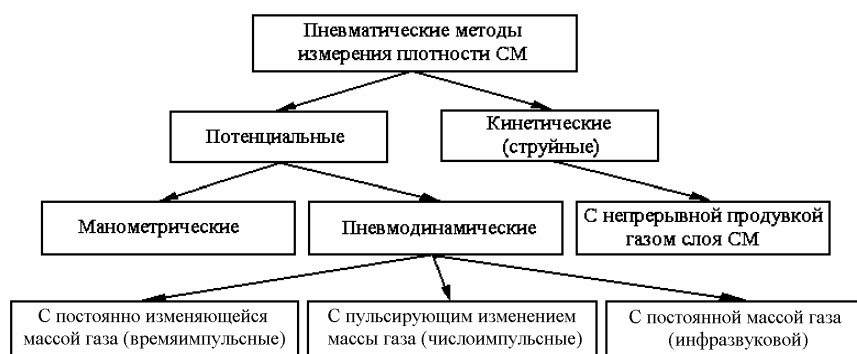 Пневматические методы
измерения плотности СМ
Потенциальные
Кинетические
(струйные)
Манометрические
Пневмодинамические
С непрерывной продувкой
газом слоя СМ
С постоянно изменяющейся
массой газа (времяимпульсные)
С пульсирующим изменением
массы газа (числоимпульсные)
С постоянной массой газа
(инфразвуковой)